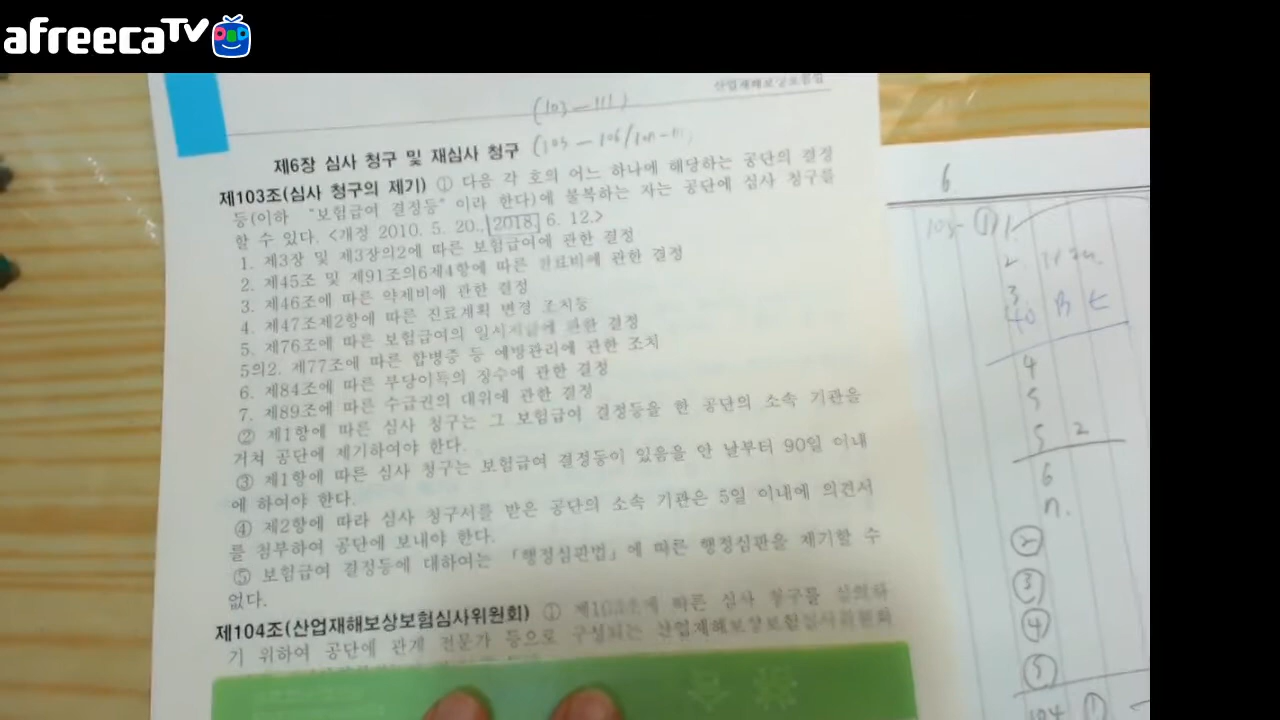 afreecaTV
산업재해보상보험법
(103-111)
제6장 심사 청구 및 재심사 청구
제103조(심사 청구의 제기) ① 다음 각 호의 어느 하나에 해당하는 공단의 결정
등(이하 "보험급여 결정등"이라 한다)에 불복하는 자는 공단에 심사 청구를
할 수 있다. <개정 2010. 5. 20., 2018. 6. 12.>
1. 제3장 및 제3장의2에 따른 보험급여에 관한 결정
2. 제45조 및 제91조의6제4항에 따른 진료비에 관한 결정
3. 제46조에 따른 약제비에 관한 결정
4. 제47조제2항에 따른 진료계획 변경 조치등
5. 제76조에 따른 보험급여의 일시지급에 관한 결정
5의2. 제77조에 따른 합병증 등 예방관리에 관한 조치
6. 제84조에 따른 부당이득의 징수에 관한 결정
7. 제89조에 따른 수급권의 대위에 관한 결정
② 제1항에 따른 심사 청구는 그 보험급여 결정등을 한 공단의 소속 기관을
거쳐 공단에 제기하여야 한다.
③ 제1항에 따른 심사 청구는 보험급여 결정등이 있음을 안 날부터 90일 이내
에 하여야 한다.
④ 제2항에 따라 심사 청구서를 받은 공단의 소속 기관은 5일 이내에 의견서
를 첨부하여 공단에 보내야 한다.
⑤ 보험급여 결정등에 대하여는 「행정심판법」에 따른 행정심판을 제기할 수
없다.
제104조(산업재해보상보험심사위원회) ① 제103조에 따른 심사 청구를 심의하
기 위하여 공단에 관계 전문가 등으로 구성되는 산업재해보상보험심사위원회
6
103- ① 1.
2.
3
4
5
5 2
6
②
③
④
⑤
104 ①